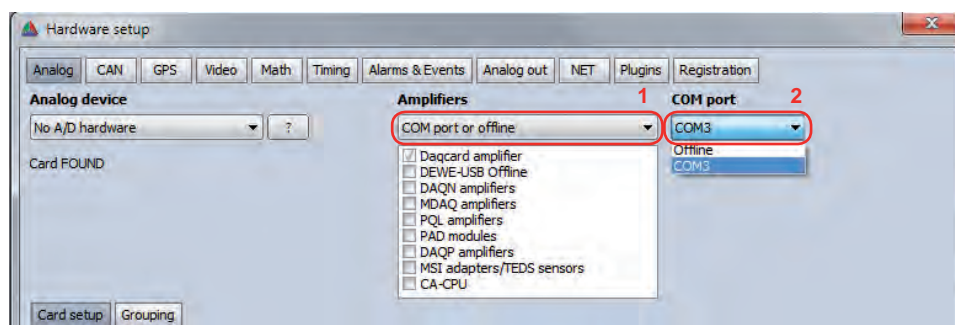 Hardware setup
Analog CAN GPS Video Math Timing Alarms & Events Analog out NET Plugins Registration
Analog device Amplifiers 1 COM port 2
No A/D hardware ? COM port or offline COM3
Card FOUND
Daqcard amplifier
DEWE-USB Offline
DAQN amplifiers
MDAQ amplifiers
PQL amplifiers
PAD modules
DAQP amplifiers
MSI adapters/TEDS sensors
CA-CPU
Offline
COM3
Card setup Grouping